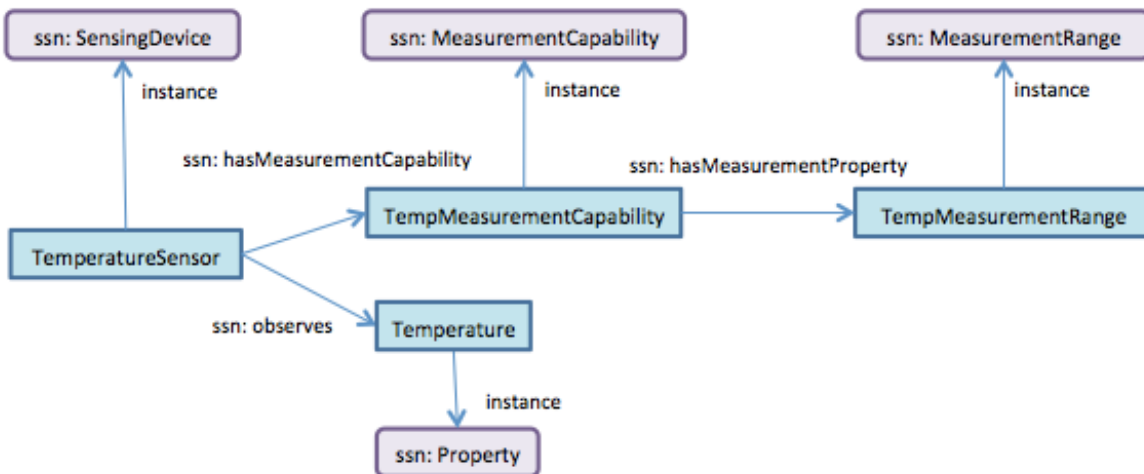 ssn: SensingDevice
ssn: MeasurementCapability
ssn: MeasurementRange
instance
instance
instance
ssn: hasMeasurementCapability
ssn: hasMeasurementProperty
TempMeasurementCapability
TempMeasurementRange
TemperatureSensor
ssn: observes
Temperature
instance
ssn: Property